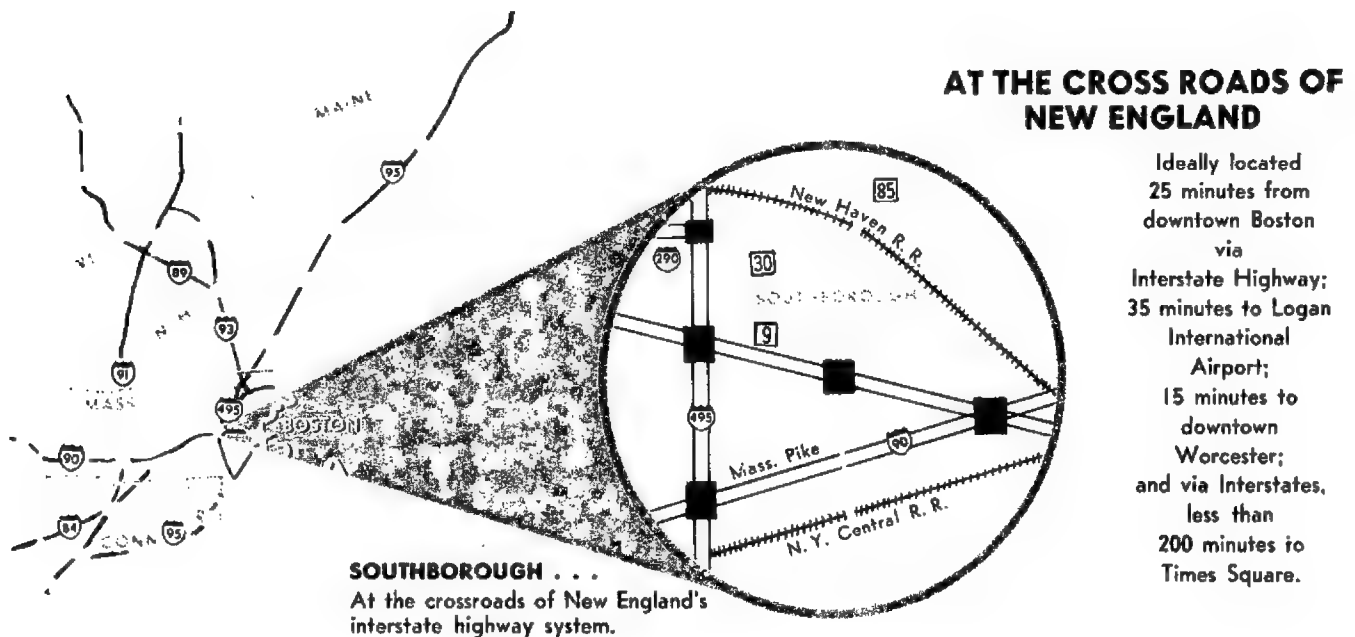 AT THE CROSS ROADS OF
NEW ENGLAND
Ideally located
25 minutes from
downtown Boston
via
Interstate Highway;
35 minutes to Logan
International
Airport;
15 minutes to
downtown
Worcester;
and via Interstates,
less than
200 minutes to
Times Square.
MAINE
95
VT
89
N H
93
91
MASS
495
BOSTON
90
84
CONN
95
85
New Haven R. R.
290
30
SOUTHBOROUGH
9
495
Mass. Pike
90
N. Y. Central R. R.
SOUTHBOROUGH . . .
At the crossroads of New England's
interstate highway system.